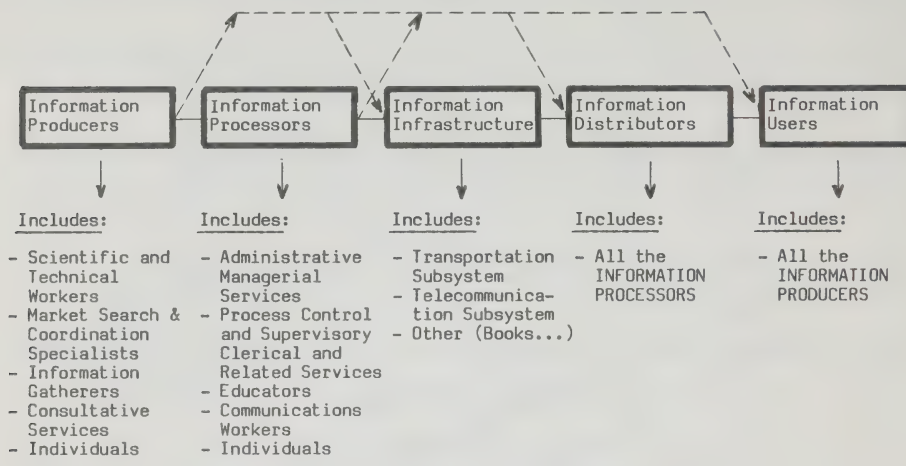 Information
Producers
Information
Processors
Information
Infrastructure
Information
Distributors
Information
Users
Includes:
- Scientific and
Technical
Workers
- Market Search &
Coordination
Specialists
- Information
Gatherers
- Consultative
Services
- Individuals
Includes:
- Administrative
Managerial
Services
- Process Control
and Supervisory
Clerical and
Related Services
- Educators
- Communications
Workers
- Individuals
Includes:
- Transportation
Subsystem
- Telecommunica-
tion Subsystem
- Other (Books...)
Includes:
- All the
INFORMATION
PROCESSORS
Includes:
- All the
INFORMATION
PRODUCERS